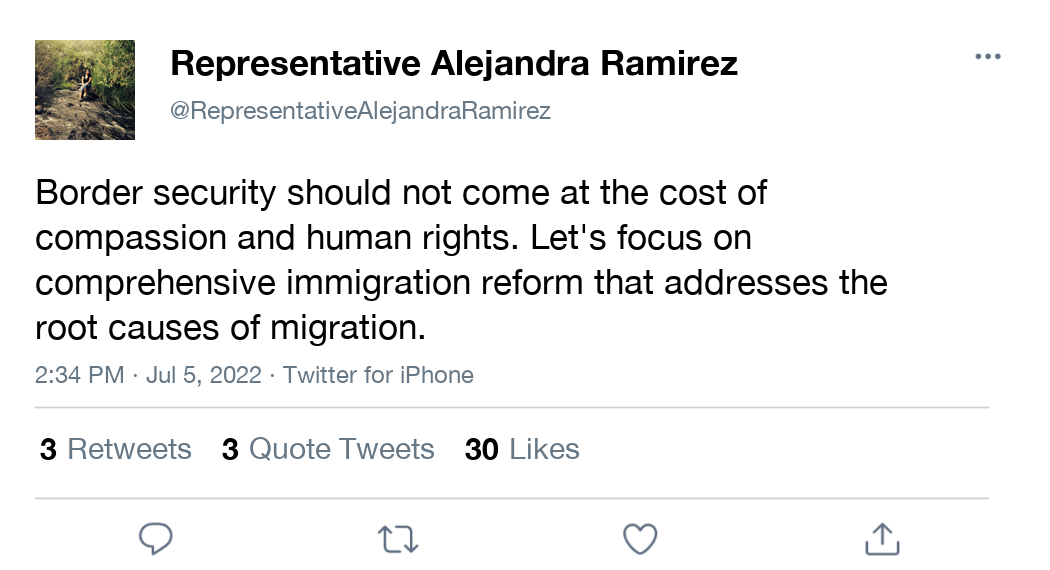 Representative Alejandra Ramirez
@RepresentativeAlejandraRamirez
Border security should not come at the cost of
compassion and human rights. Let's focus on
comprehensive immigration reform that addresses the
root causes of migration.
2:34 PM · Jul 5, 2022 · Twitter for iPhone
3 Retweets 3 Quote Tweets 30 Likes